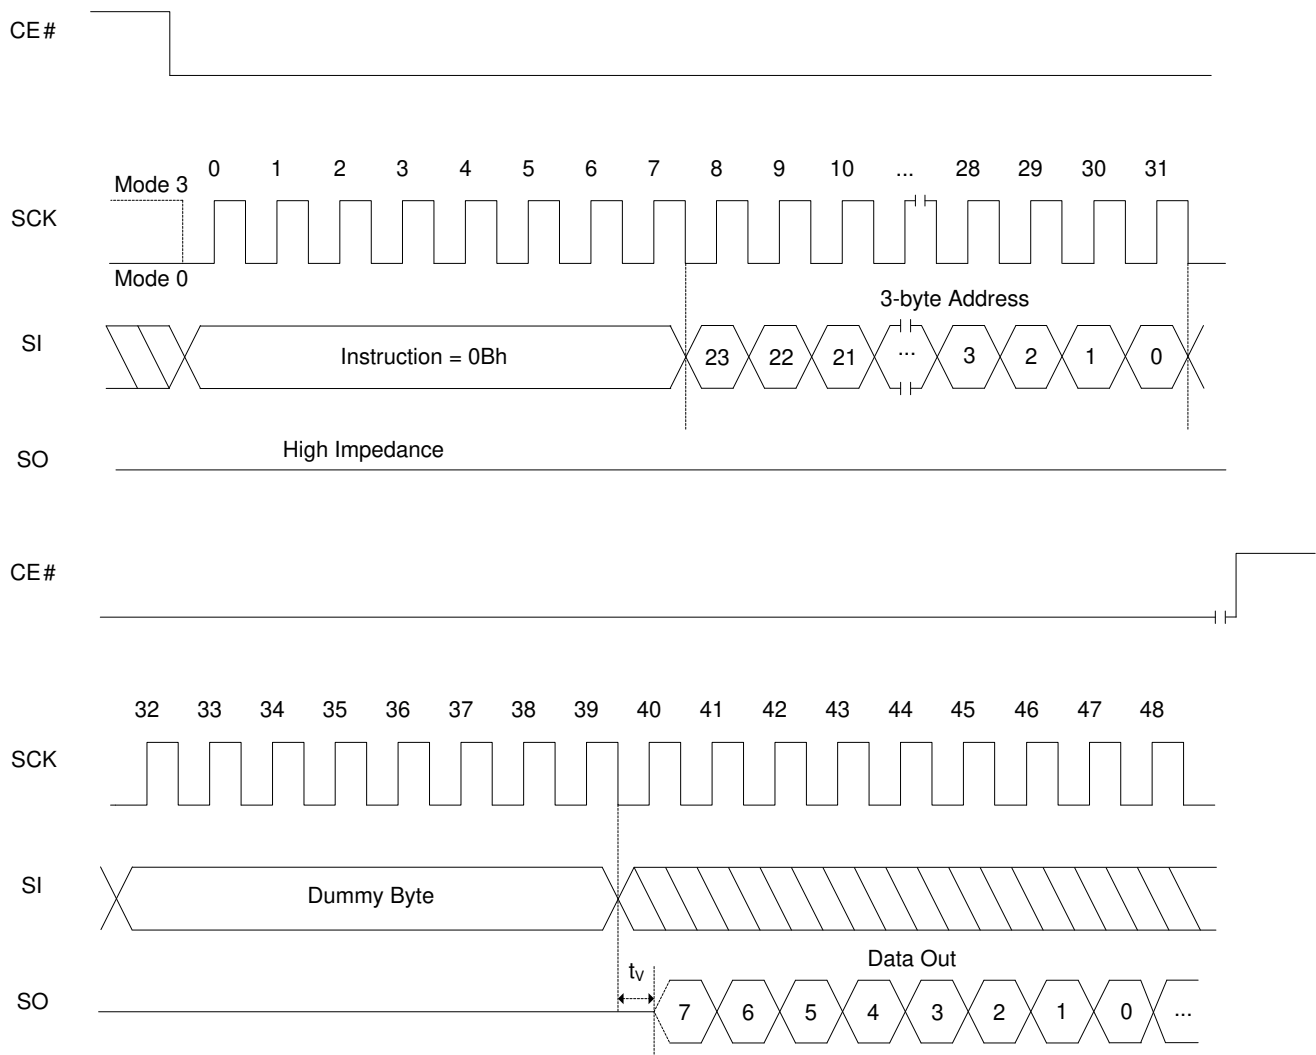 CE#
0 1 2 3 4 5 6 7 8 9 10 ... 28 29 30 31
Mode 3
SCK
Mode 0
3-byte Address
SI
Instruction = 0Bh
23 22 21 ... 3 2 1 0
High Impedance
SO
CE#
32 33 34 35 36 37 38 39 40 41 42 43 44 45 46 47 48
SCK
SI
Dummy Byte
Data Out
tV
SO
7 6 5 4 3 2 1 0 ...